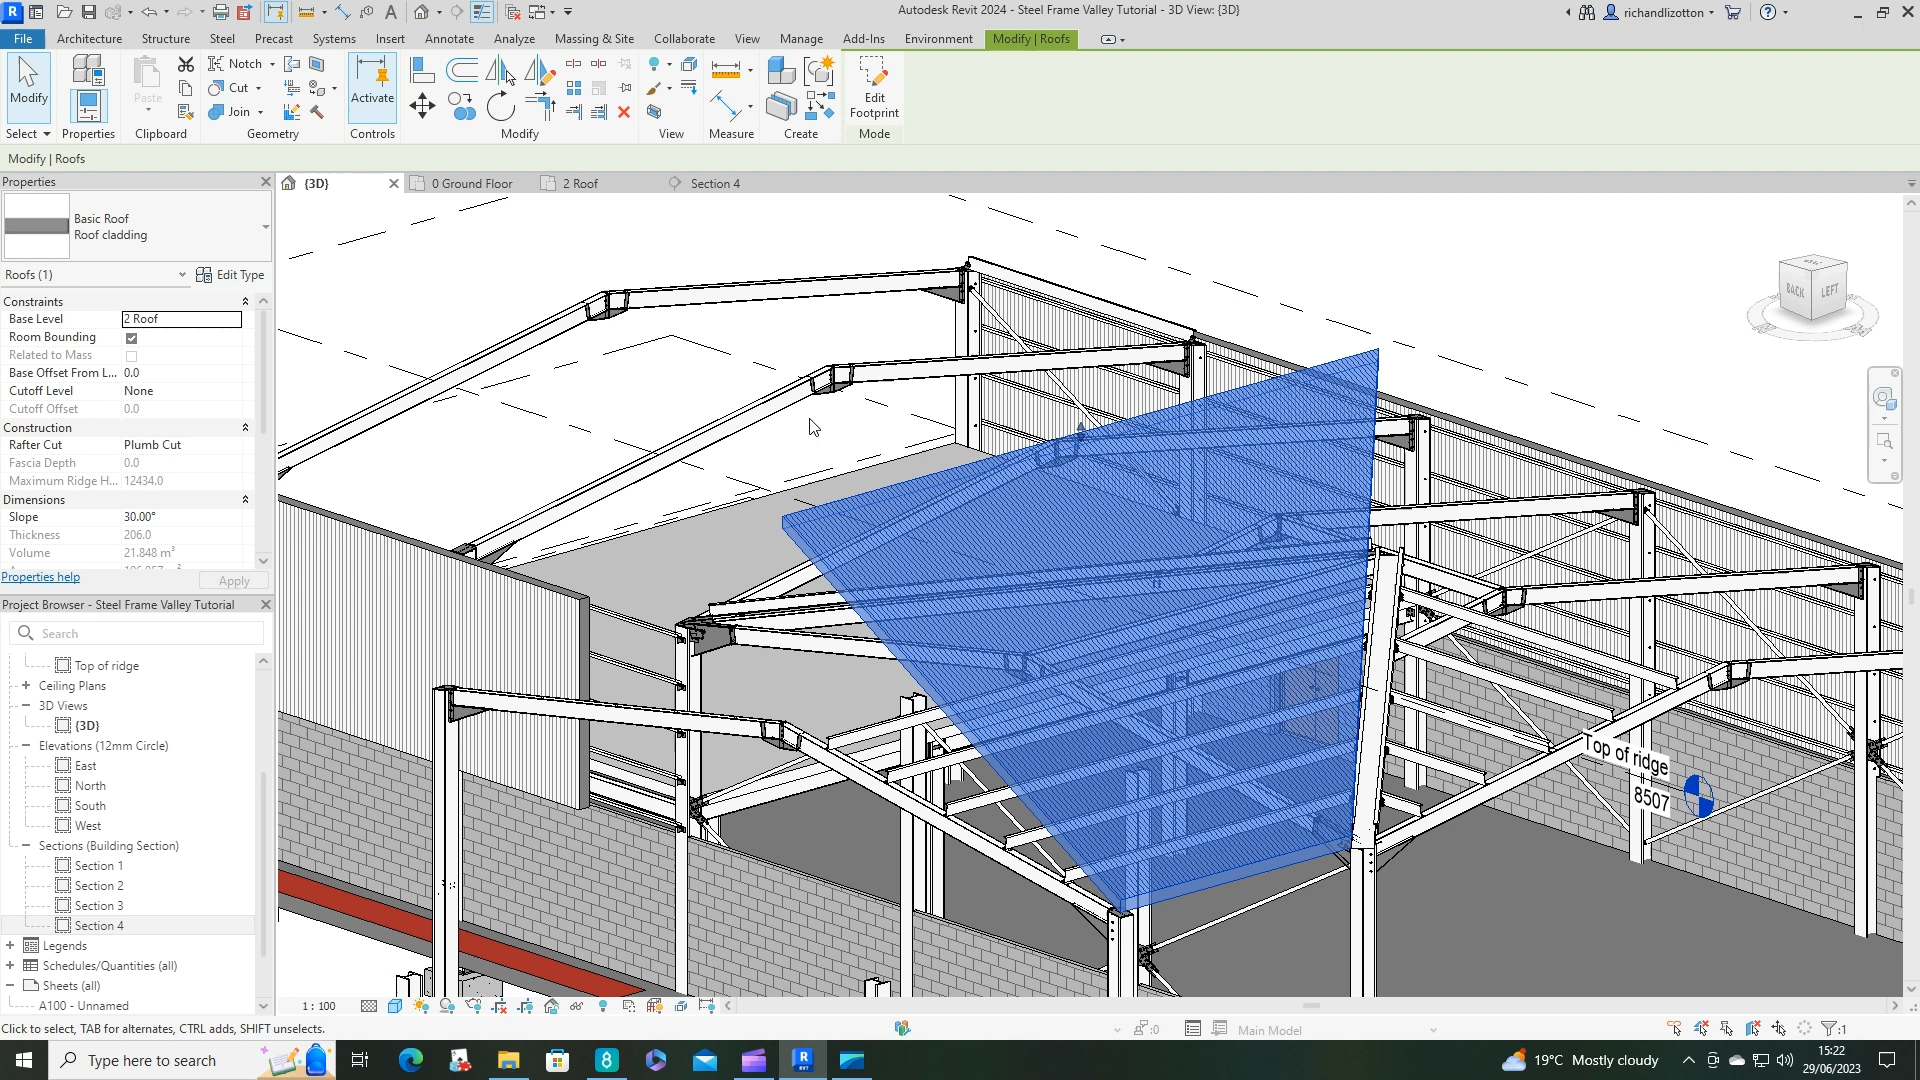 Autodesk Revit 2024 - Steel Frame Valley Tutorial - 3D View: {3D}
richandlizotton
File
Architecture
Structure
Steel
Precast
Systems
Insert
Annotate
Analyze
Massing & Site
Collaborate
View
Manage
Add-Ins
Environment
Modify | Roofs
Modify
Paste
Notch
Cut
Join
Activate
Edit
Footprint
Select
Properties
Clipboard
Geometry
Controls
Modify
View
Measure
Create
Mode
Modify | Roofs
Properties
{3D}
0 Ground Floor
2 Roof
Section 4
Basic Roof
Roof cladding
Roofs (1)
Edit Type
Constraints
Base Level 2 Roof
Room Bounding
Related to Mass
Base Offset From L... 0.0
Cutoff Level None
Cutoff Offset 0.0
Construction
Rafter Cut Plumb Cut
Fascia Depth 0.0
Maximum Ridge H... 12434.0
Dimensions
Slope 30.00°
Thickness 206.0
Volume 21.848 m³
Properties help
Apply
Project Browser - Steel Frame Valley Tutorial
Search
Top of ridge
Ceiling Plans
3D Views
{3D}
Elevations (12mm Circle)
East
North
South
West
Sections (Building Section)
Section 1
Section 2
Section 3
Section 4
Legends
Schedules/Quantities (all)
Sheets (all)
A100 - Unnamed
BACK
LEFT
Top of ridge
8507
1 : 100
Click to select, TAB for alternates, CTRL adds, SHIFT unselects.
:0
Main Model
:1
Type here to search
19°C Mostly cloudy
15:22
29/06/2023